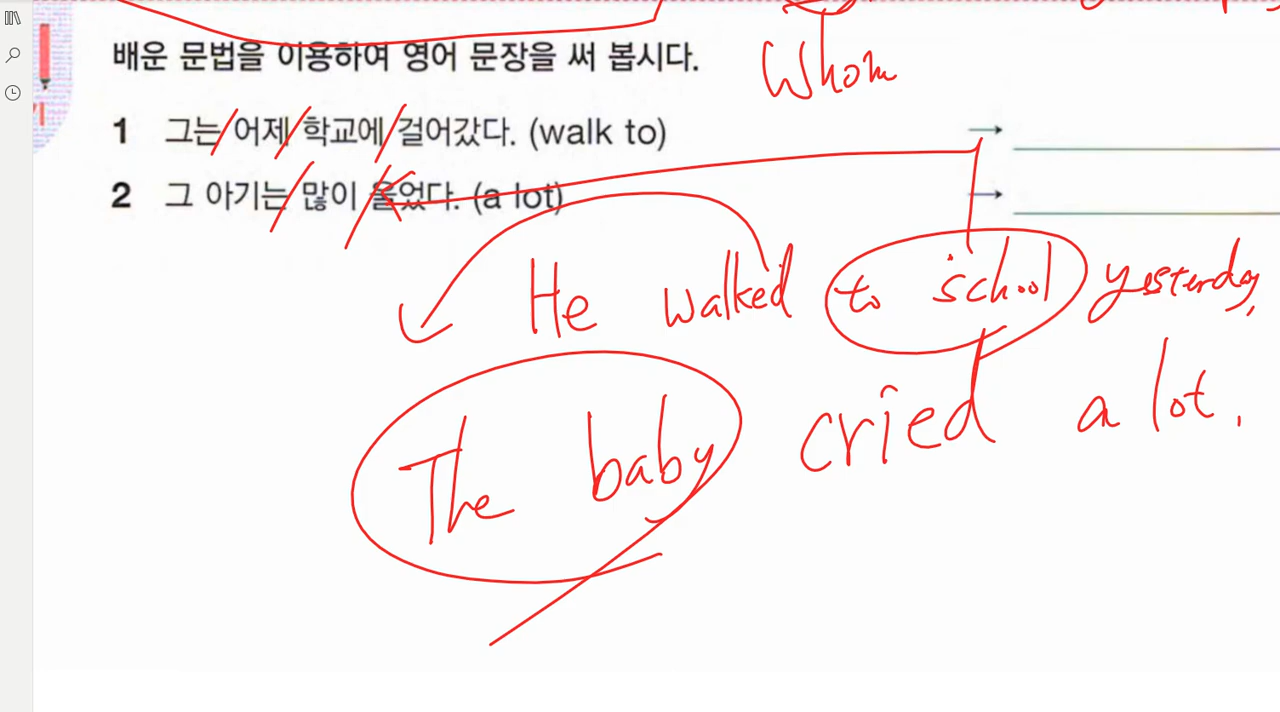 Whom
배운 문법을 이용하여 영어 문장을 써 봅시다.
1 그는/어제/학교에/걸어갔다. (walk to) →
2 그 아기는/많이/울었다. (a lot) →
He walked to school yesterday.
The baby cried a lot.